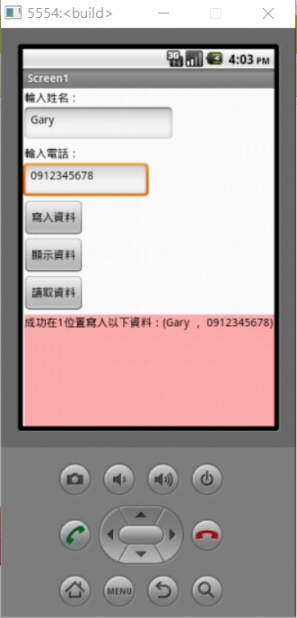 5554:<build>
3G 4:03 PM
Screen1
輸入姓名：
Gary
輸入電話：
0912345678
寫入資料
顯示資料
讀取資料
成功在1位置寫入以下資料：(Gary , 0912345678)
MENU